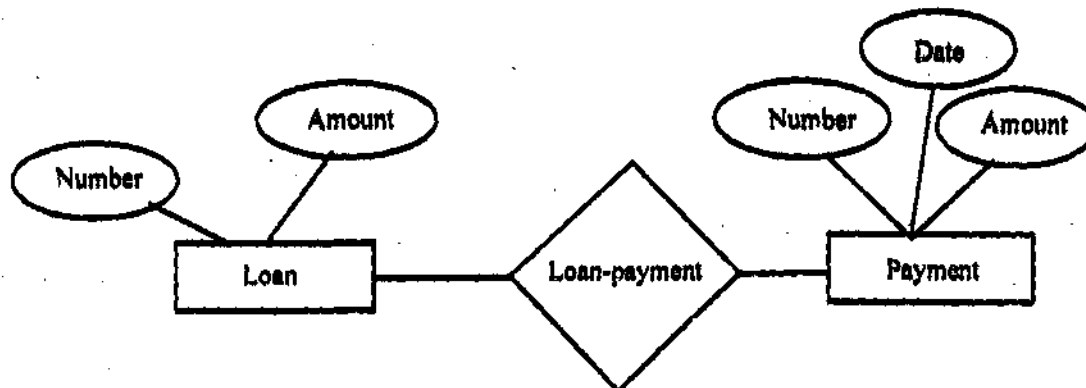 Date
Amount
Number
Amount
Number
Loan
Loan-payment
Payment